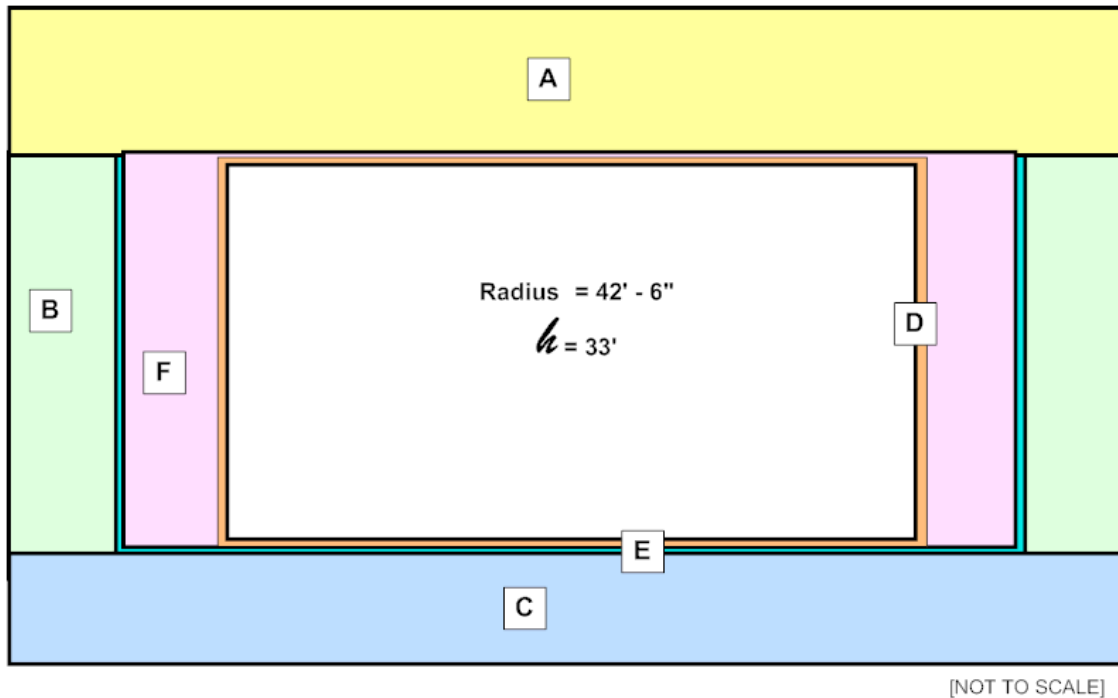 A
B
Radius = 42' - 6"
D
h = 33'
F
E
C
[NOT TO SCALE]